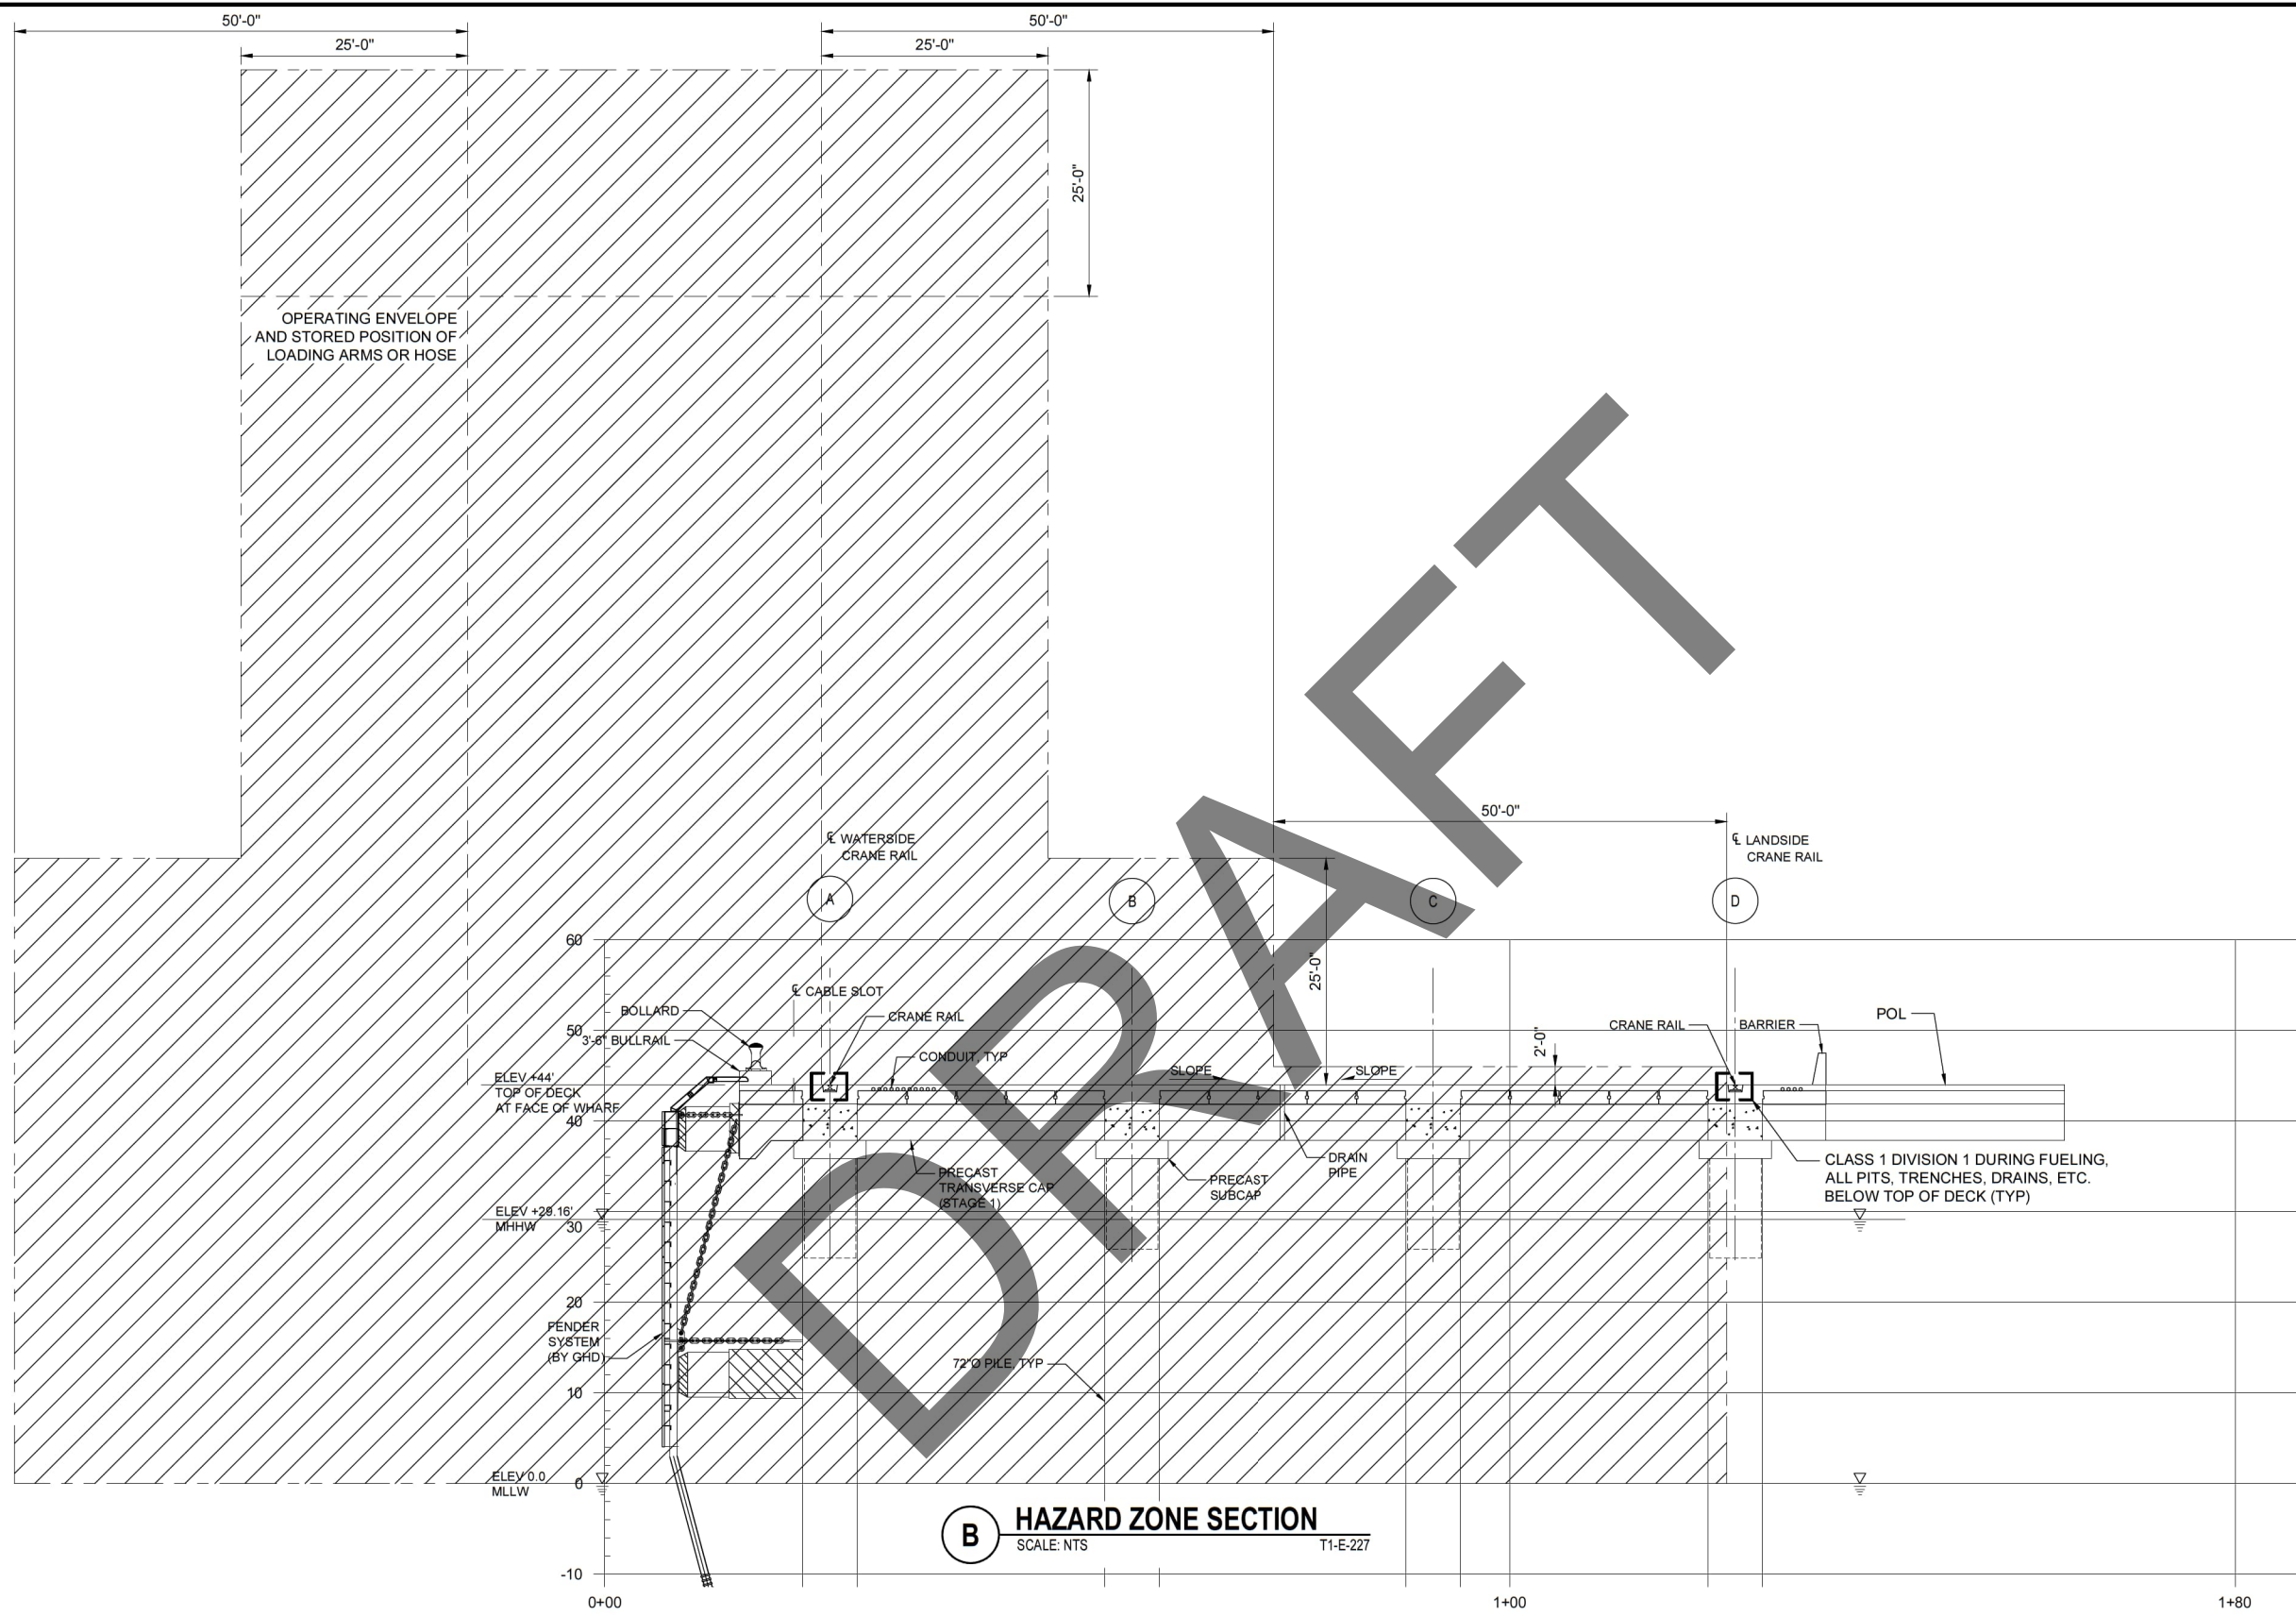 50'-0"
50'-0"
25'-0"
25'-0"
25'-0"
OPERATING ENVELOPE
AND STORED POSITION OF
LOADING ARMS OR HOSE
50'-0"
℄ WATERSIDE
CRANE RAIL
℄ LANDSIDE
CRANE RAIL
A
B
C
D
60
25'-0"
℄ CABLE SLOT
BOLLARD
CRANE RAIL
CRANE RAIL
BARRIER
POL
50
3'-6" BULLRAIL
CONDUIT, TYP
2'-0"
SLOPE
SLOPE
ELEV +44'
TOP OF DECK
AT FACE OF WHARF
40
DRAIN
PIPE
PRECAST
TRANSVERSE CAP
(STAGE 1)
PRECAST
SUBCAP
CLASS 1 DIVISION 1 DURING FUELING,
ALL PITS, TRENCHES, DRAINS, ETC.
BELOW TOP OF DECK (TYP)
ELEV +29.16'
MHHW
30
20
FENDER
SYSTEM
(BY GHD)
72"O PILE, TYP
10
ELEV 0.0
MLLW
0
B
HAZARD ZONE SECTION
SCALE: NTS
T1-E-227
-10
0+00
1+00
1+80
DRAFT